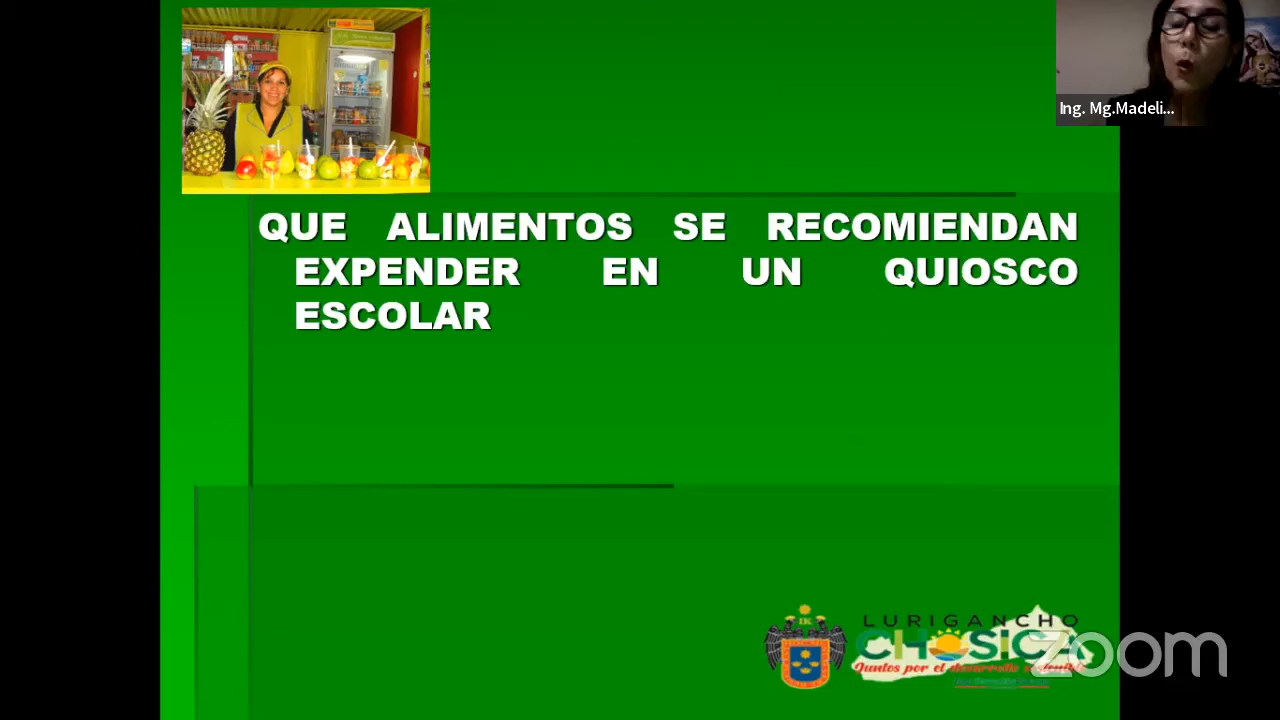 Ing. Mg.Madeli...
QUE ALIMENTOS SE RECOMIENDAN
EXPENDER EN UN QUIOSCO
ESCOLAR
LURIGANCHO
CHOSICA
Juntos por el desarrollo sostenible
zoom